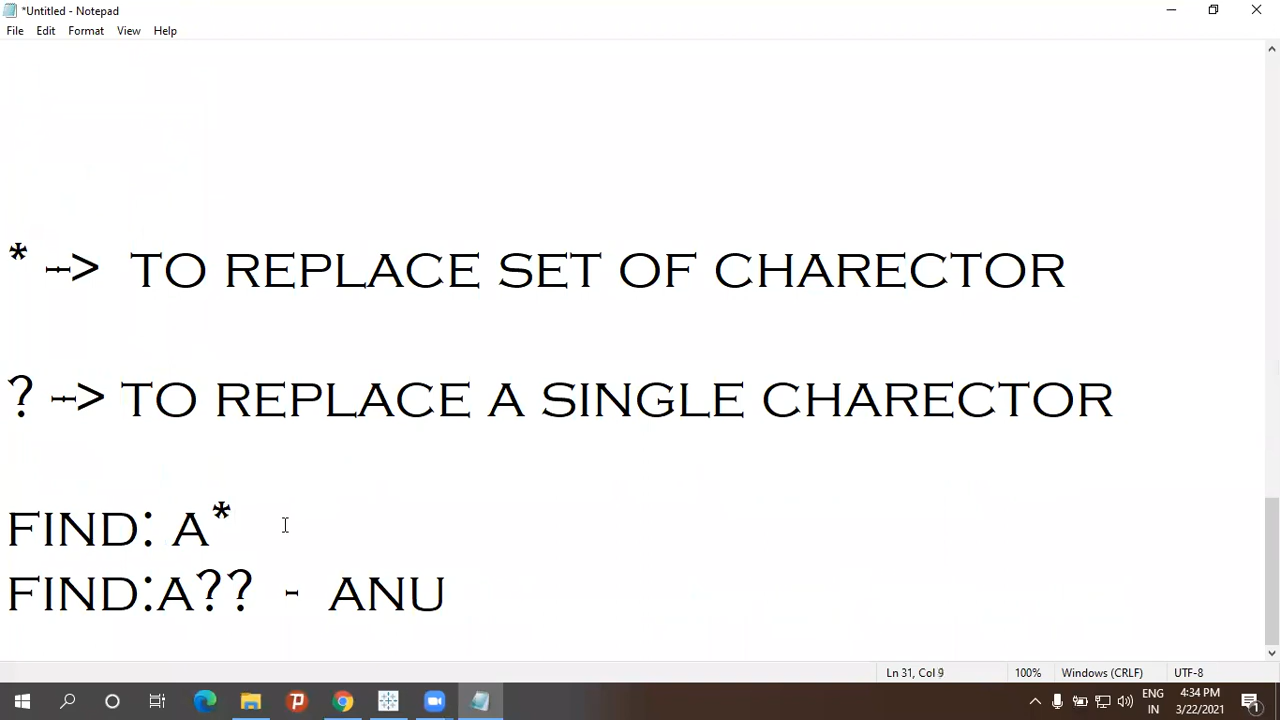 *Untitled - Notepad
File Edit Format View Help
* --> TO REPLACE SET OF CHARECTOR
? --> TO REPLACE A SINGLE CHARECTOR
FIND: A*
FIND:A?? - ANU
Ln 31, Col 9 100% Windows (CRLF) UTF-8
ENG
IN
4:34 PM
3/22/2021
1